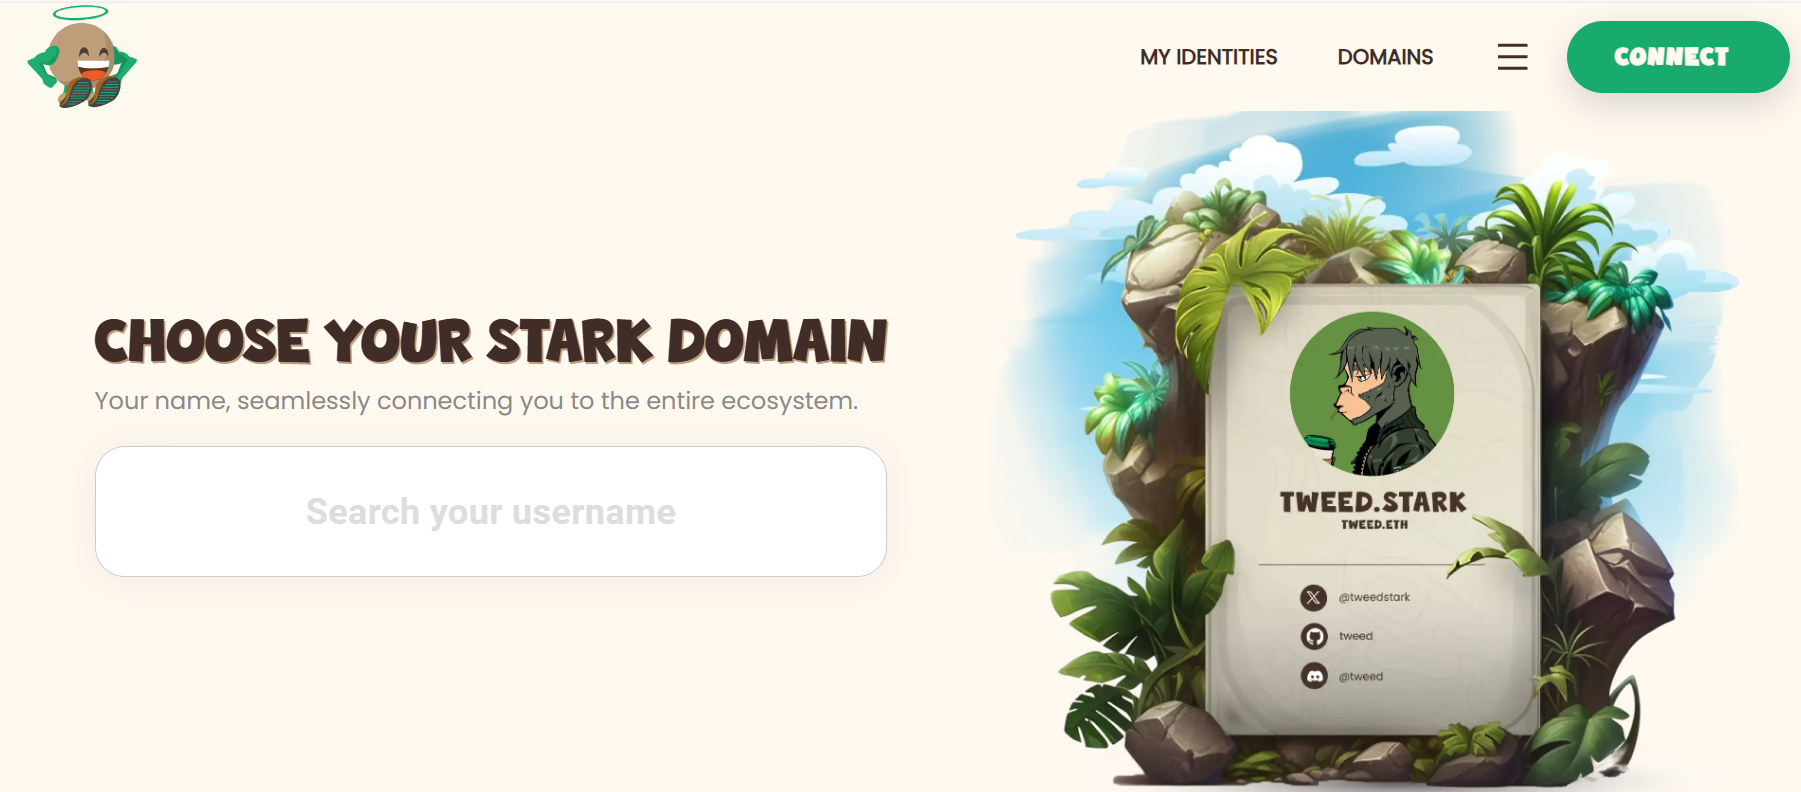 MY IDENTITIES
DOMAINS
CONNECT
CHOOSE YOUR STARK DOMAIN
Your name, seamlessly connecting you to the entire ecosystem.
Search your username
TWEED.STARK
TWEED.ETH
@tweedstark
tweed
@tweed